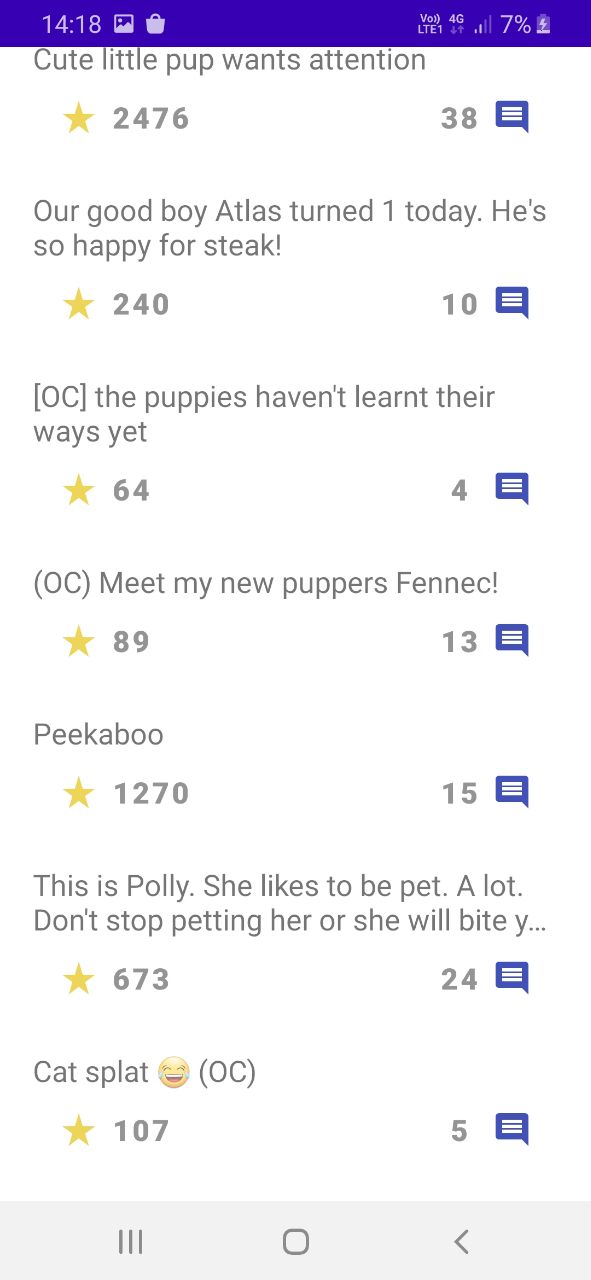 14:18 Vo)) LTE1 4G 7%
Cute little pup wants attention
2476 38
Our good boy Atlas turned 1 today. He's
so happy for steak!
240 10
[OC] the puppies haven't learnt their
ways yet
64 4
(OC) Meet my new puppers Fennec!
89 13
Peekaboo
1270 15
This is Polly. She likes to be pet. A lot.
Don't stop petting her or she will bite y...
673 24
Cat splat 😂 (OC)
107 5